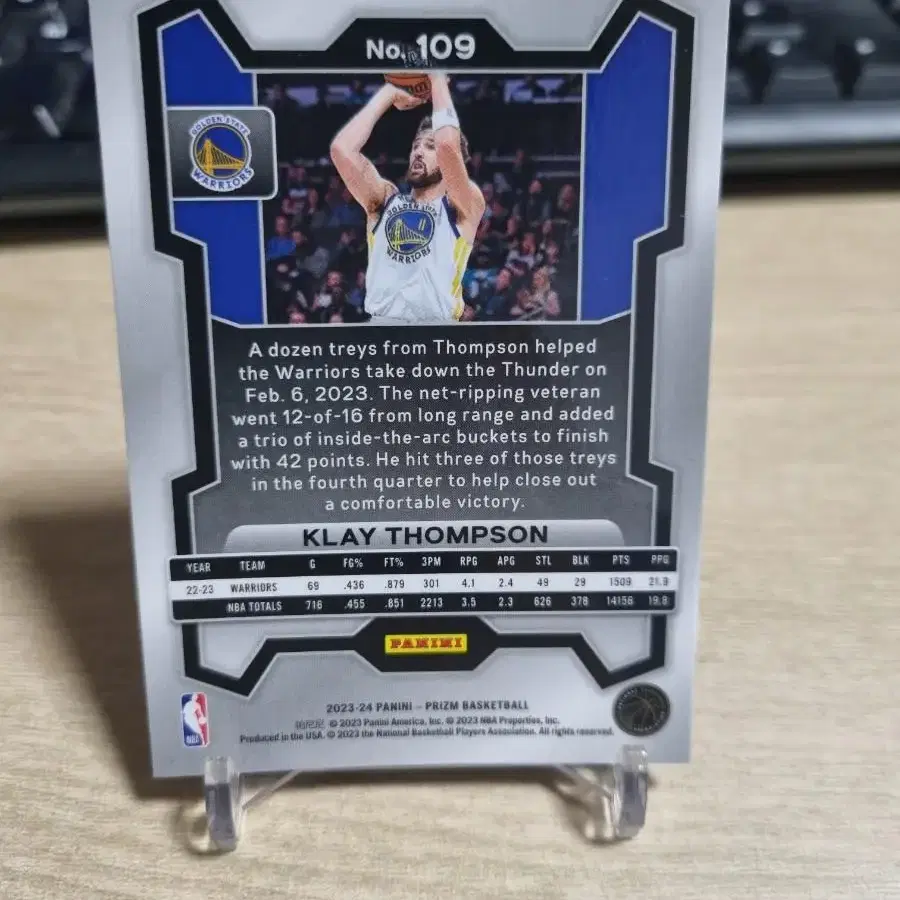 No. 109
GOLDEN STATE
WARRIORS
GOLDEN STATE
WARRIORS
A dozen treys from Thompson helped
the Warriors take down the Thunder on
Feb. 6, 2023. The net-ripping veteran
went 12-of-16 from long range and added
a trio of inside-the-arc buckets to finish
with 42 points. He hit three of those treys
in the fourth quarter to help close out
a comfortable victory.
KLAY THOMPSON
YEAR TEAM G FG% FT% 3PM RPG APG STL BLK PTS PPG
22-23 WARRIORS 69 .436 .879 301 4.1 2.4 49 29 1509 21.9
NBA TOTALS 716 .455 .851 2213 3.5 2.3 626 378 14156 19.8
PANINI
2023-24 PANINI – PRIZM BASKETBALL
© 2023 Panini America, Inc. © 2023 NBA Properties, Inc.
Produced in the USA. © 2023 the National Basketball Players Association. All rights reserved.
NBA